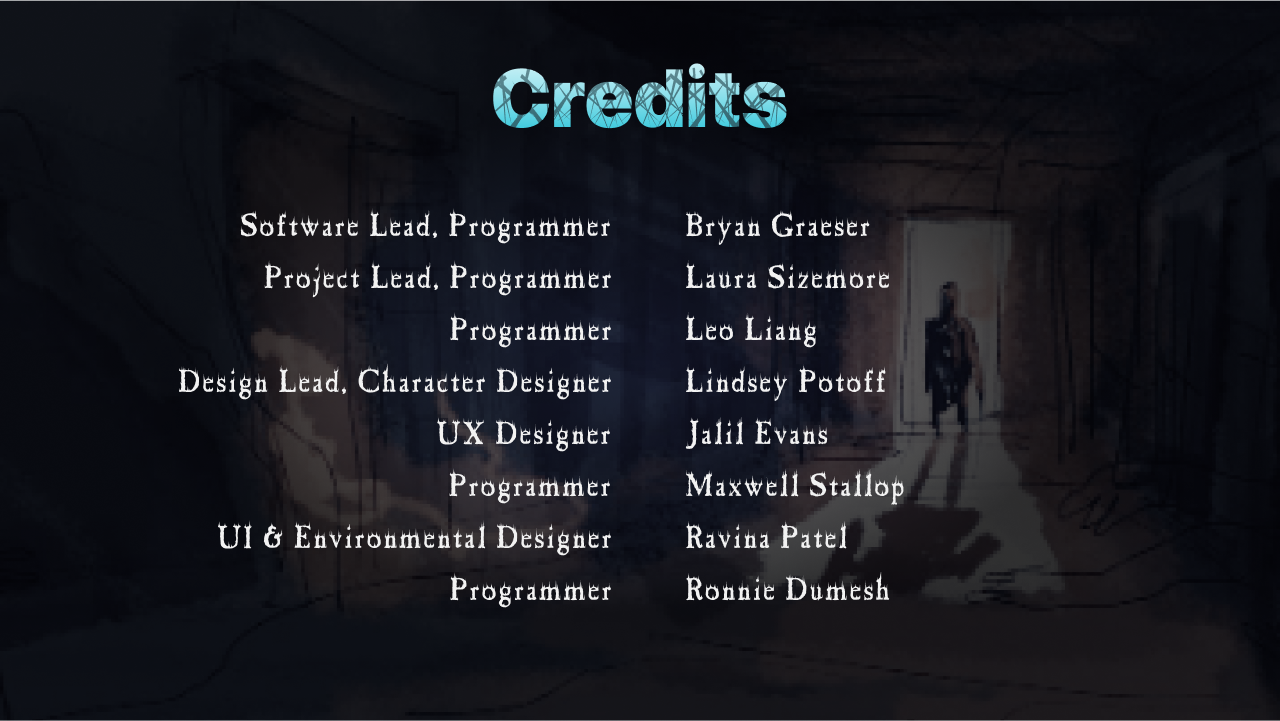 Credits
Software Lead, Programmer Bryan Graeser
Project Lead, Programmer Laura Sizemore
Programmer Leo Liang
Design Lead, Character Designer Lindsey Potoff
UX Designer Jalil Evans
Programmer Maxwell Stallop
UI & Environmental Designer Ravina Patel
Programmer Ronnie Dumesh